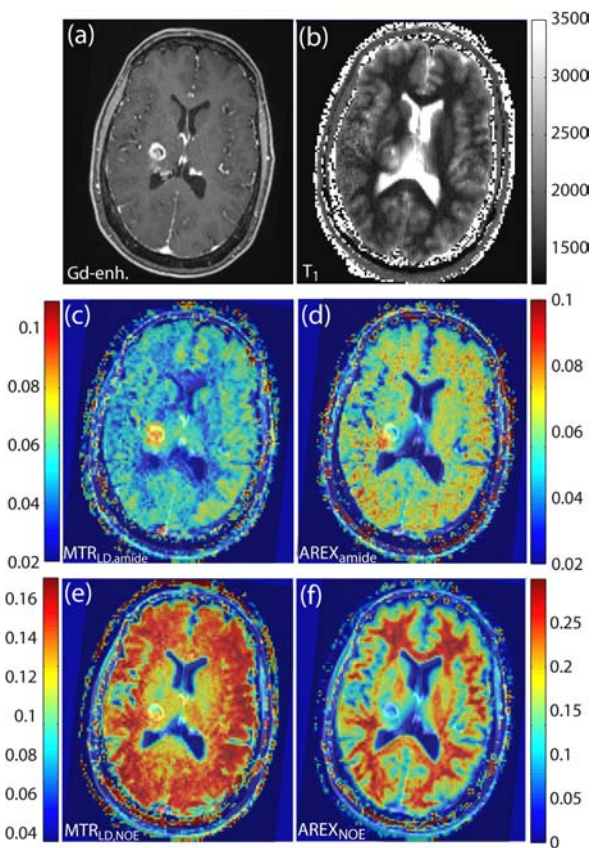 (a)
(b)
3500
3000
2500
2000
1500
Gd-enh.
T1
(c)
(d)
0.1
0.08
0.06
0.04
0.02
0.1
0.08
0.06
0.04
0.02
MTRLD,amide
AREXamide
(e)
(f)
0.16
0.14
0.12
0.1
0.08
0.06
0.04
0.25
0.2
0.15
0.1
0.05
0
MTRLD,NOE
AREXNOE